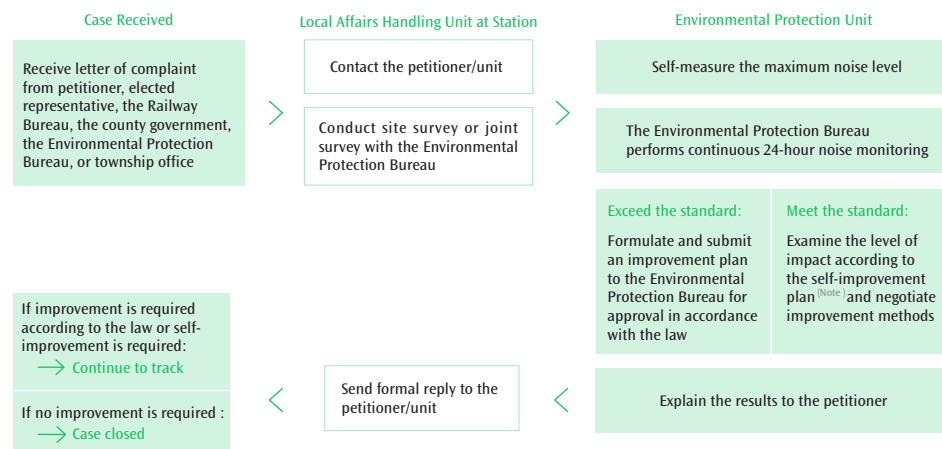 Case Received
Receive letter of complaint
from petitioner, elected
representative, the Railway
Bureau, the county government,
the Environmental Protection
Bureau, or township office
Local Affairs Handling Unit at Station
Contact the petitioner/unit
Conduct site survey or joint
survey with the Environmental
Protection Bureau
Environmental Protection Unit
Self-measure the maximum noise level
The Environmental Protection Bureau
performs continuous 24-hour noise monitoring
Exceed the standard:
Formulate and submit
an improvement plan
to the Environmental
Protection Bureau for
approval in accordance
with the law
Meet the standard:
Examine the level of
impact according to
the self-improvement
plan (Note) and negotiate
improvement methods
Explain the results to the petitioner
Send formal reply to the
petitioner/unit
If improvement is required
according to the law or self-
improvement is required:
→ Continue to track
If no improvement is required :
→ Case closed